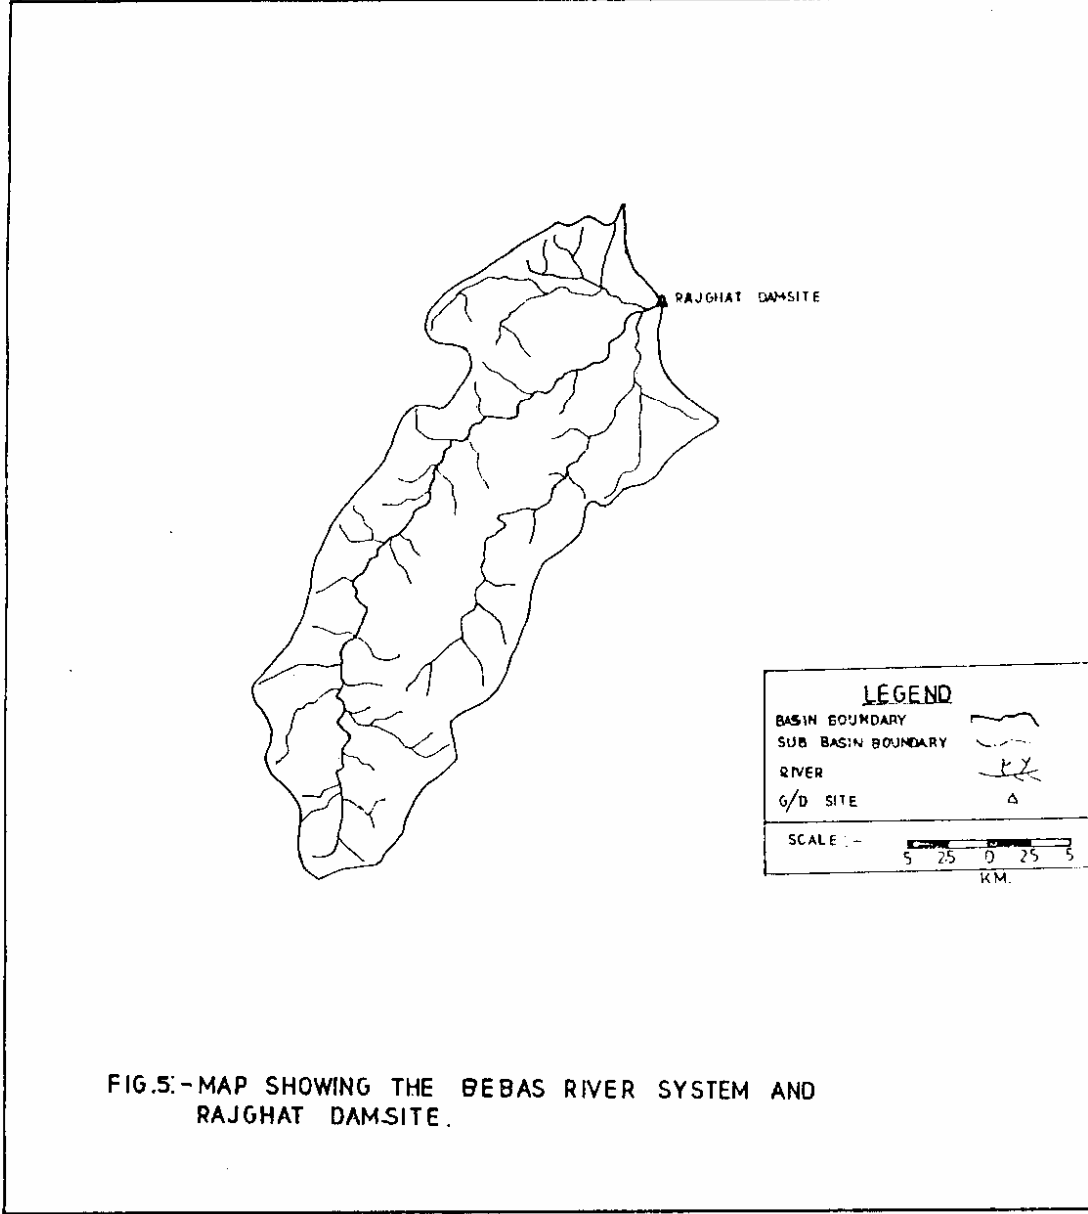 RAJGHAT DAMSITE
LEGEND
BASIN BOUNDARY
SUB BASIN BOUNDARY
RIVER
G/D SITE
SCALE :-
5 25 0 25 5
KM.
FIG.5:- MAP SHOWING THE BEBAS RIVER SYSTEM AND
RAJGHAT DAMSITE.